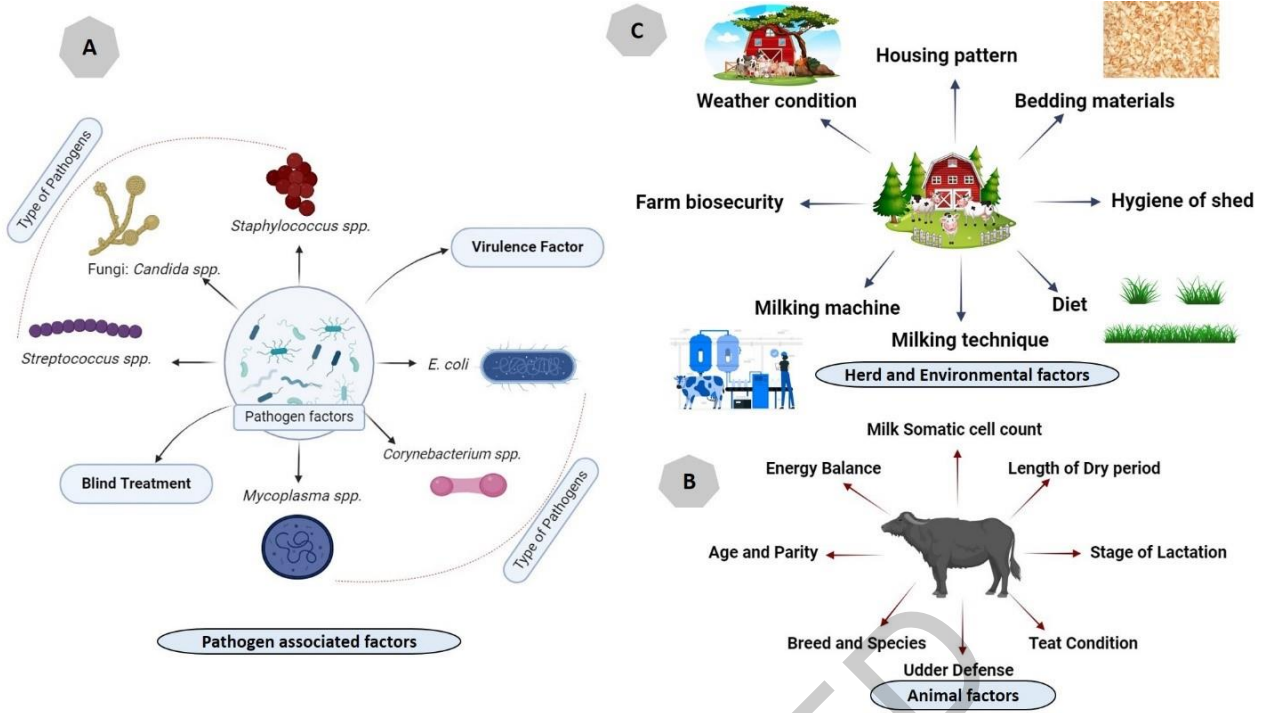 A
Type of Pathogens
Staphylococcus spp.
Fungi: Candida spp.
Virulence Factor
Streptococcus spp.
E. coli
Pathogen factors
Corynebacterium spp.
Blind Treatment
Mycoplasma spp.
Type of Pathogens
Pathogen associated factors
C
Housing pattern
Weather condition
Bedding materials
Farm biosecurity
Hygiene of shed
Milking machine
Diet
Milking technique
Herd and Environmental factors
B
Milk Somatic cell count
Energy Balance
Length of Dry period
Age and Parity
Stage of Lactation
Breed and Species
Teat Condition
Udder Defense
Animal factors